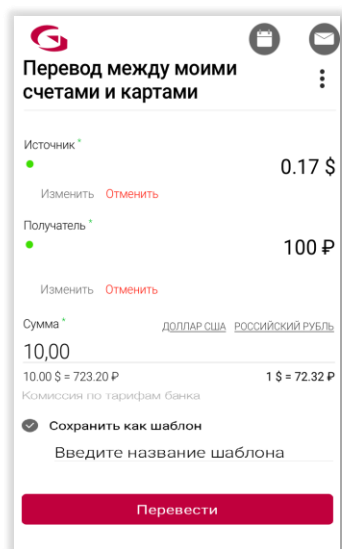 Перевод между моими
счетами и картами
Источник *
0.17 $
Изменить Отменить
Получатель *
100 ₽
Изменить Отменить
Сумма * ДОЛЛАР США РОССИЙСКИЙ РУБЛЬ
10,00
10.00 $ = 723.20 ₽ 1 $ = 72.32 ₽
Комиссия по тарифам банка
Сохранить как шаблон
Введите название шаблона
Перевести